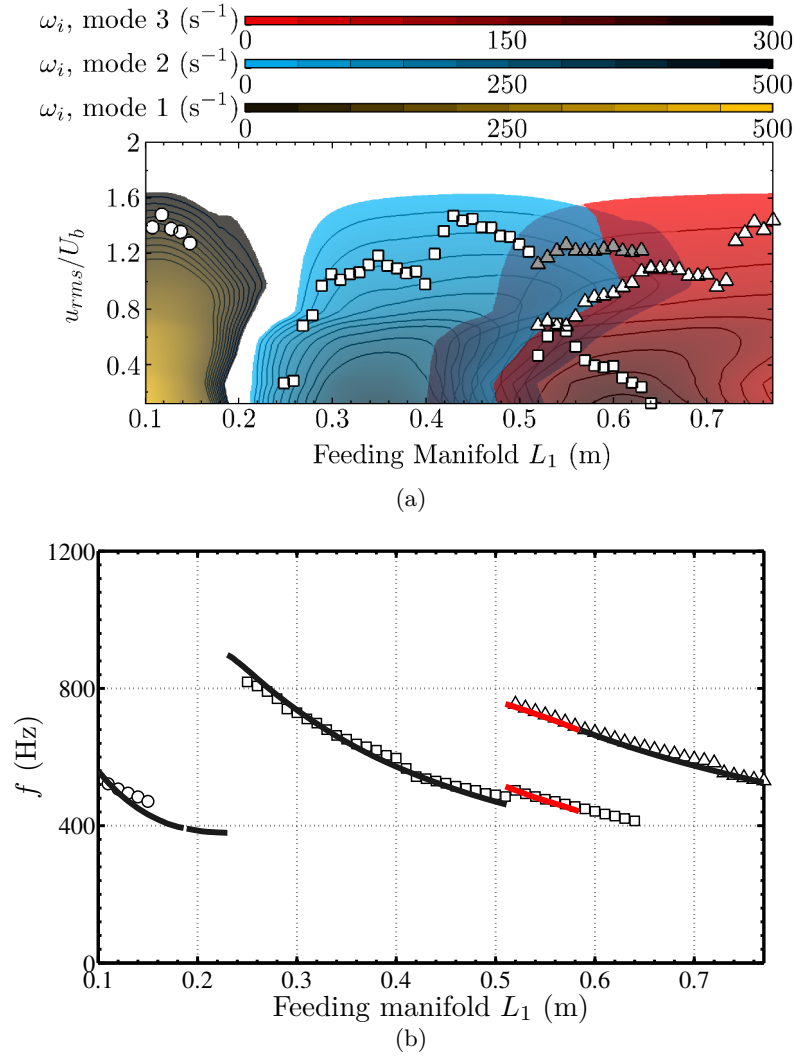 ω_i, mode 3 (s⁻¹)
0 150 300
ω_i, mode 2 (s⁻¹)
0 250 500
ω_i, mode 1 (s⁻¹)
0 250 500
2
1.6
1.2
0.8
0.4
u_rms/U_b
0.1 0.2 0.3 0.4 0.5 0.6 0.7
Feeding Manifold L₁ (m)
(a)
1200
800
400
0
f (Hz)
0.1 0.2 0.3 0.4 0.5 0.6 0.7
Feeding manifold L₁ (m)
(b)